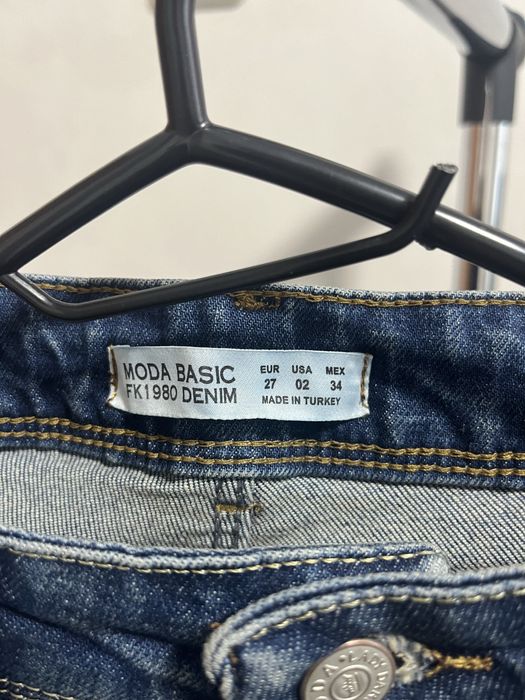 MODA BASIC
FK1980 DENIM
EUR USA MEX
27 02 34
MADE IN TURKEY